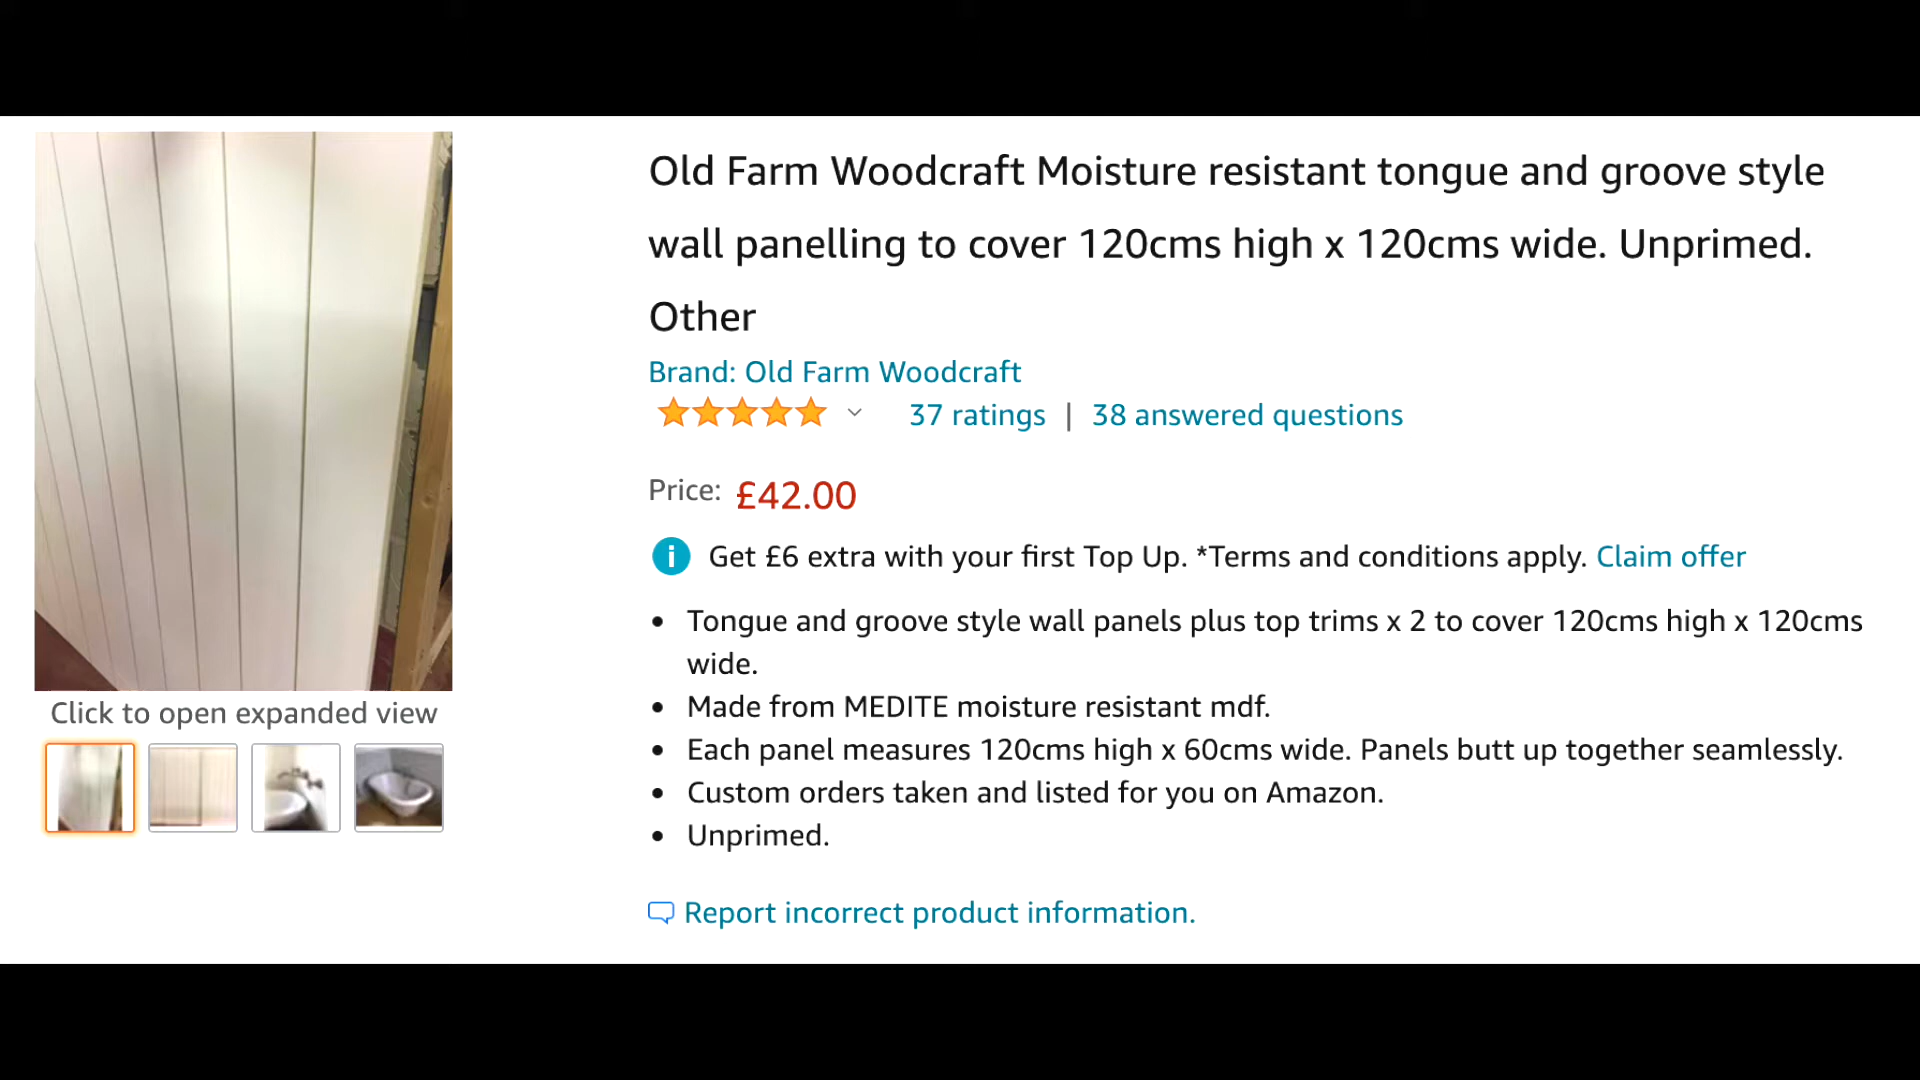 Old Farm Woodcraft Moisture resistant tongue and groove style
wall panelling to cover 120cms high x 120cms wide. Unprimed.
Other
Brand: Old Farm Woodcraft
37 ratings | 38 answered questions
Price: £42.00
i Get £6 extra with your first Top Up. *Terms and conditions apply. Claim offer
• Tongue and groove style wall panels plus top trims x 2 to cover 120cms high x 120cms
wide.
• Made from MEDITE moisture resistant mdf.
• Each panel measures 120cms high x 60cms wide. Panels butt up together seamlessly.
• Custom orders taken and listed for you on Amazon.
• Unprimed.
Report incorrect product information.
Click to open expanded view